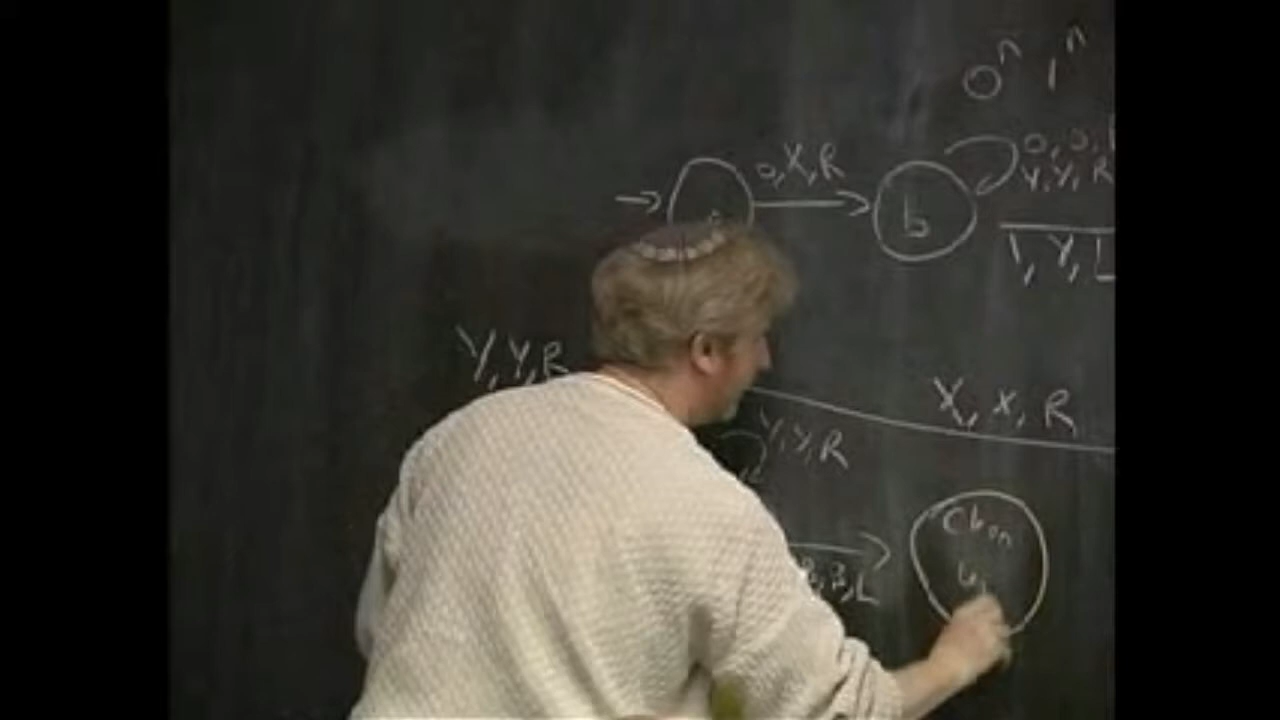 0ⁿ 1ⁿ
0, 0,
0, X, R
Y, Y, R
b
1, Y, L
Y, Y, R
X, X, R
Y, Y, R
B, B, L